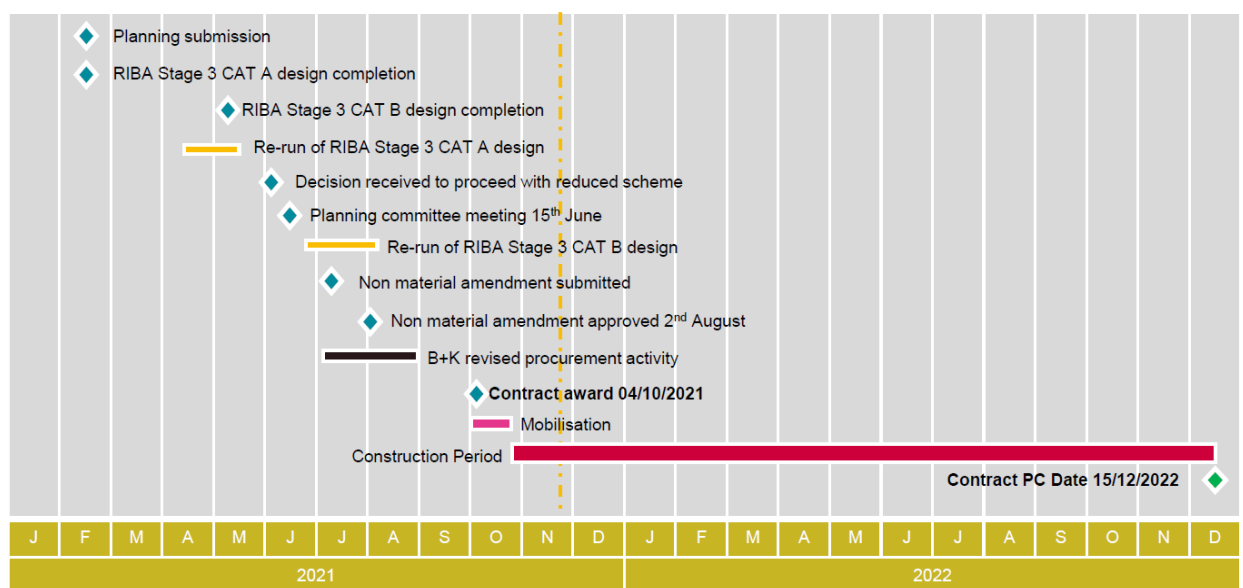 Planning submission
RIBA Stage 3 CAT A design completion
RIBA Stage 3 CAT B design completion
Re-run of RIBA Stage 3 CAT A design
Decision received to proceed with reduced scheme
Planning committee meeting 15th June
Re-run of RIBA Stage 3 CAT B design
Non material amendment submitted
Non material amendment approved 2nd August
B+K revised procurement activity
Contract award 04/10/2021
Mobilisation
Construction Period
Contract PC Date 15/12/2022
J F M A M J J A S O N D J F M A M J J A S O N D
2021 2022